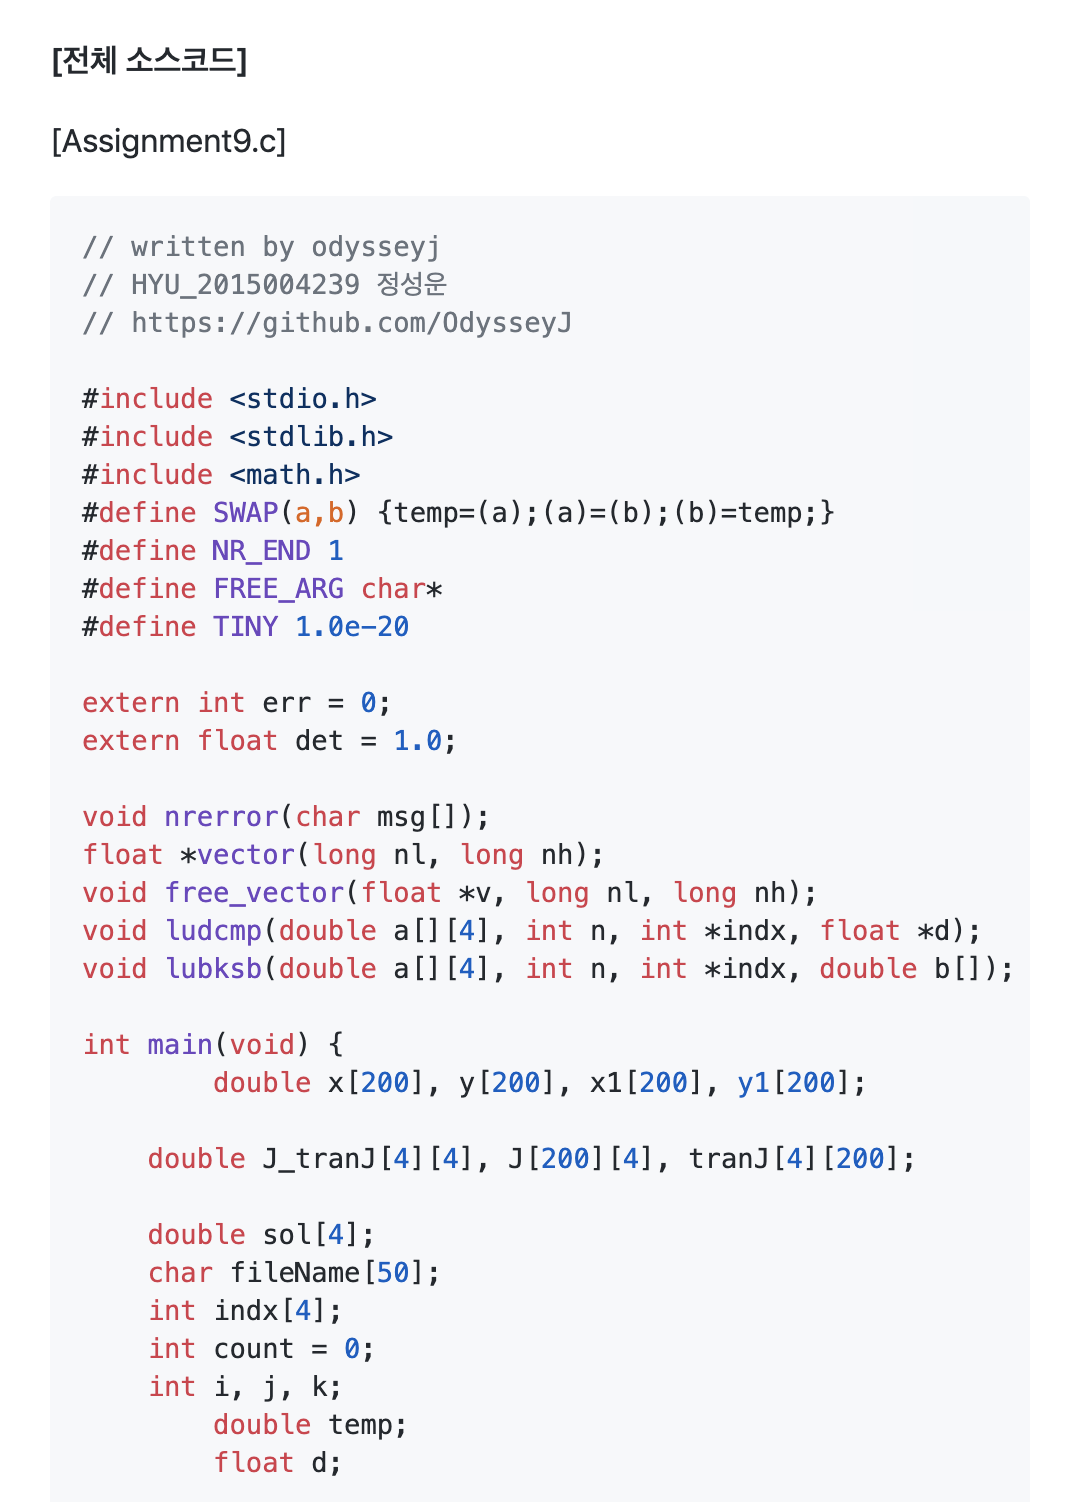 [전체 소스코드]
[Assignment9.c]
// written by odysseyj
// HYU_2015004239 정성운
// https://github.com/OdysseyJ
#include <stdio.h>
#include <stdlib.h>
#include <math.h>
#define SWAP(a,b) {temp=(a);(a)=(b);(b)=temp;}
#define NR_END 1
#define FREE_ARG char*
#define TINY 1.0e-20
extern int err = 0;
extern float det = 1.0;
void nrerror(char msg[]);
float *vector(long nl, long nh);
void free_vector(float *v, long nl, long nh);
void ludcmp(double a[][4], int n, int *indx, float *d);
void lubksb(double a[][4], int n, int *indx, double b[]);
int main(void) {
double x[200], y[200], x1[200], y1[200];
double J_tranJ[4][4], J[200][4], tranJ[4][200];
double sol[4];
char fileName[50];
int indx[4];
int count = 0;
int i, j, k;
double temp;
float d;